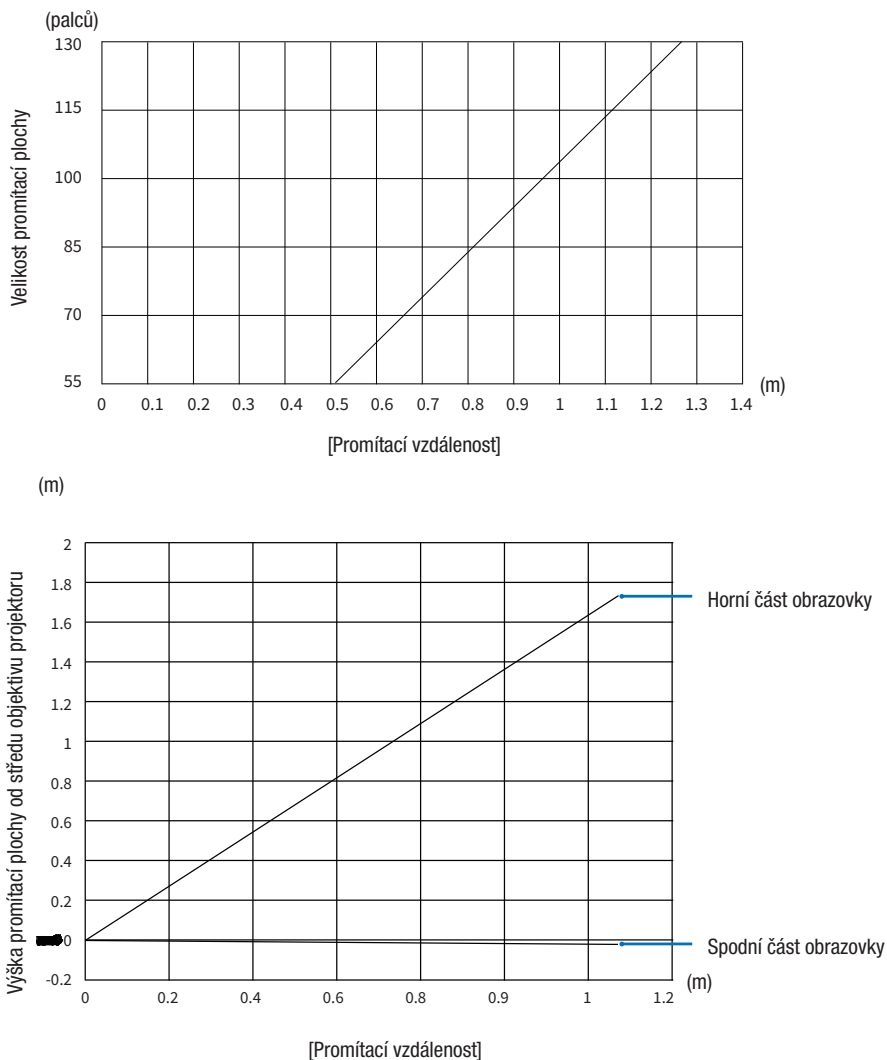 (palců)
Velikost promítací plochy
130
115
100
85
70
55
0 0.1 0.2 0.3 0.4 0.5 0.6 0.7 0.8 0.9 1 1.1 1.2 1.3 1.4
(m)
[Promítací vzdálenost]
(m)
Výška promítací plochy od středu objektivu projektoru
2
1.8
1.6
1.4
1.2
1
0.8
0.6
0.4
0.2
0
-0.2
Horní část obrazovky
Spodní část obrazovky
0 0.2 0.4 0.6 0.8 0.9 1 1.2
(m)
[Promítací vzdálenost]